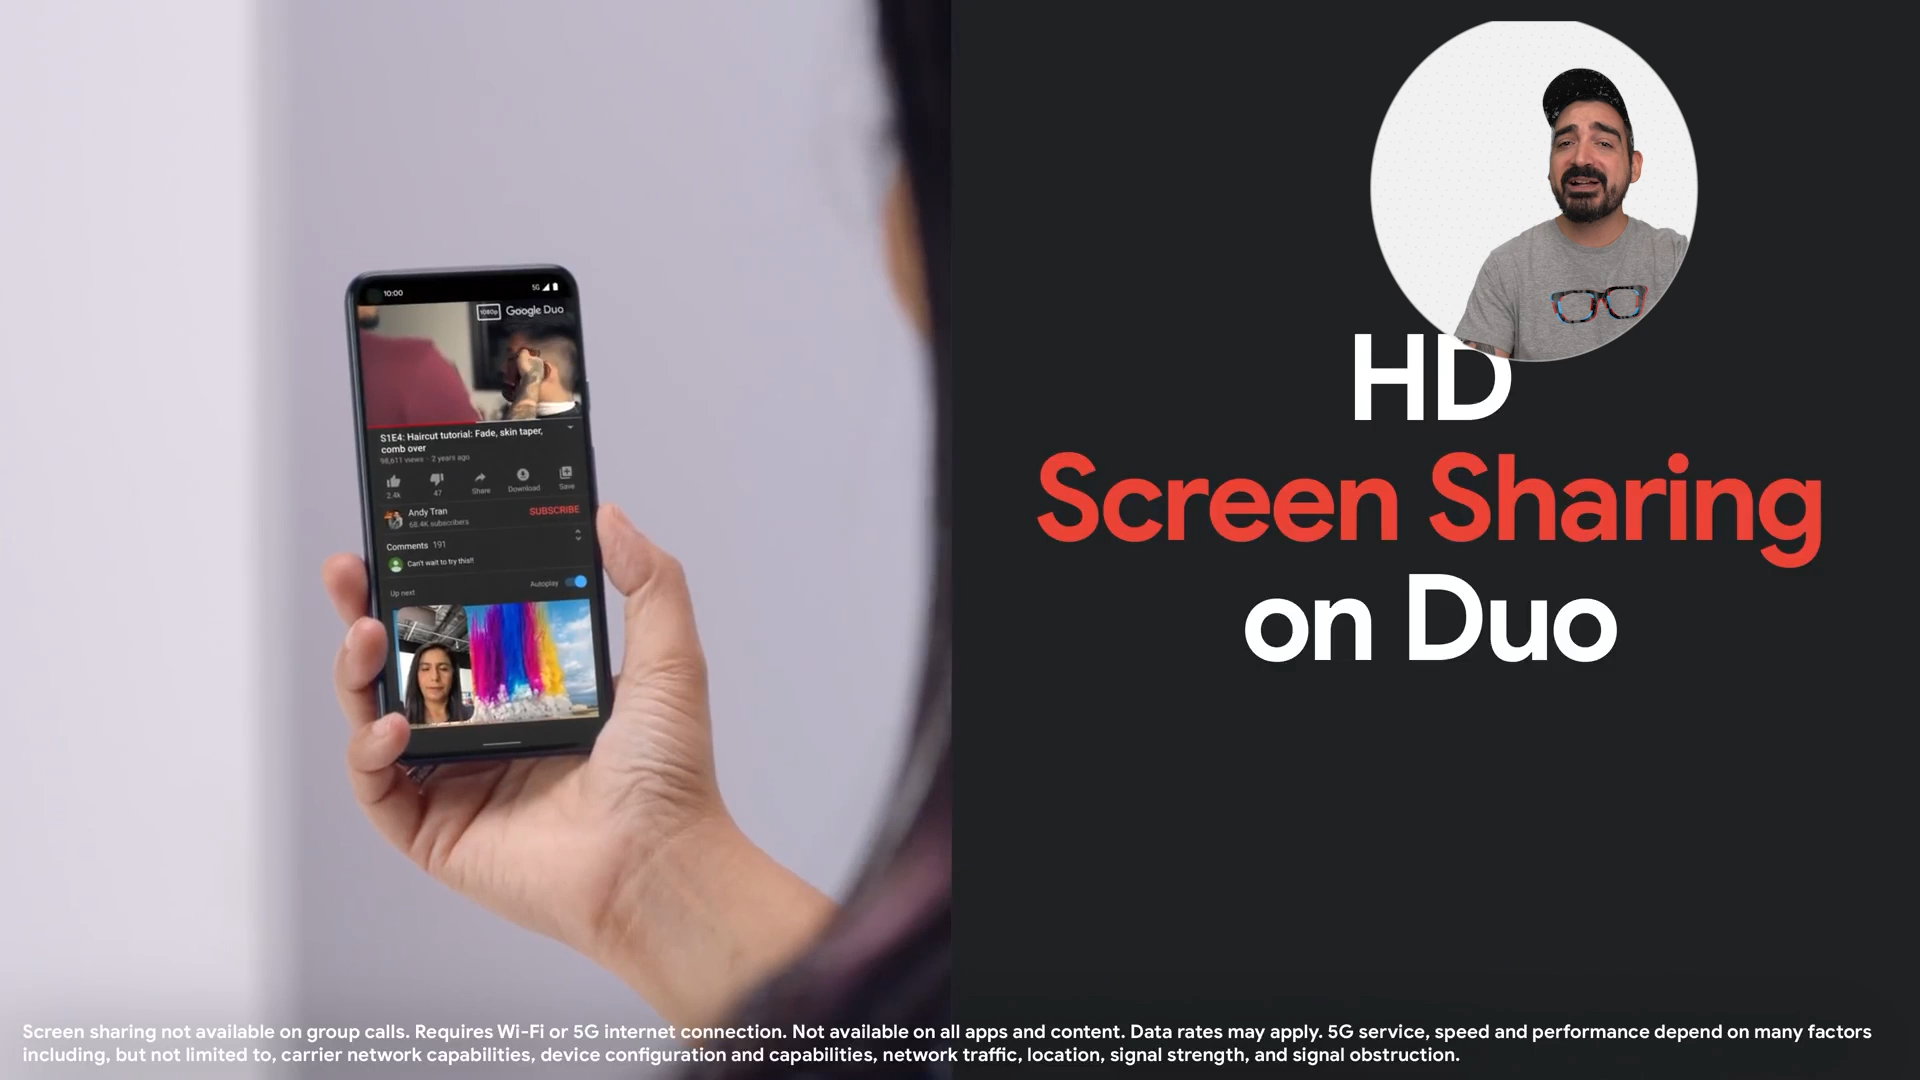 10:00
5G
1080p Google Duo
S1E4: Haircut tutorial: Fade, skin taper,
comb over
98,611 views · 2 years ago
2.4k 47 Share Download Save
Andy Tran SUBSCRIBE
68.4K subscribers
Comments 191
Can't wait to try this!!
Autoplay
Up next
HD
Screen Sharing
on Duo
Screen sharing not available on group calls. Requires Wi-Fi or 5G internet connection. Not available on all apps and content. Data rates may apply. 5G service, speed and performance depend on many factors
including, but not limited to, carrier network capabilities, device configuration and capabilities, network traffic, location, signal strength, and signal obstruction.